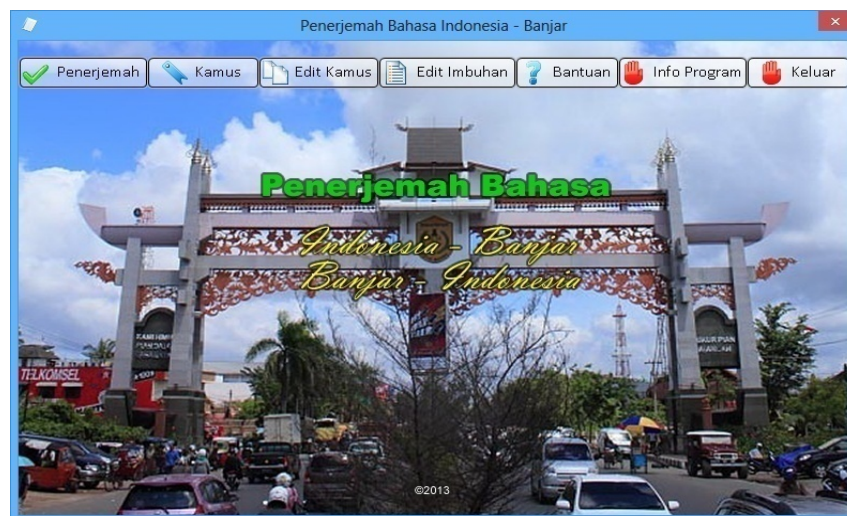 Penerjemah Bahasa Indonesia - Banjar
Penerjemah Kamus Edit Kamus Edit Imbuhan Bantuan Info Program Keluar
Penerjemah Bahasa
Indonesia - Banjar
Banjar - Indonesia
TELKOMSEL
©2013